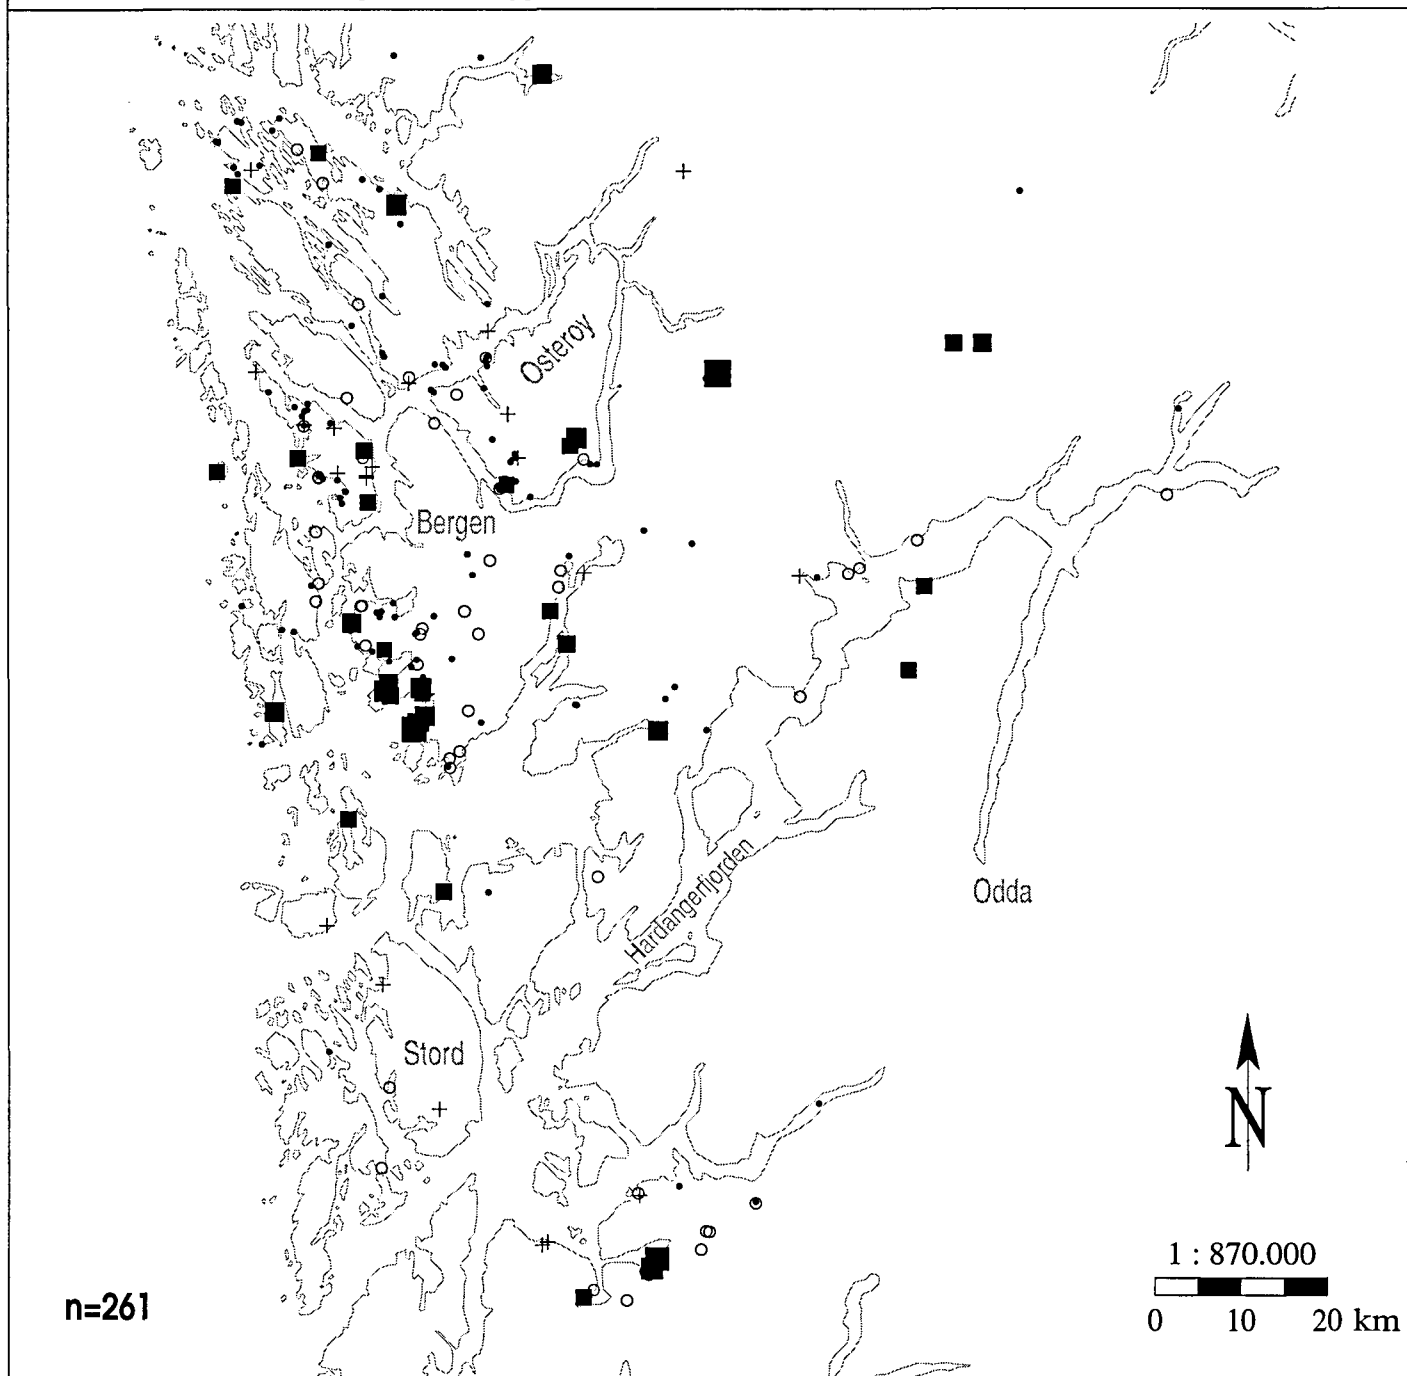 Osteroy
Bergen
Odda
Hardangerfjorden
Stord
N
1 : 870.000
0 10 20 km
n=261